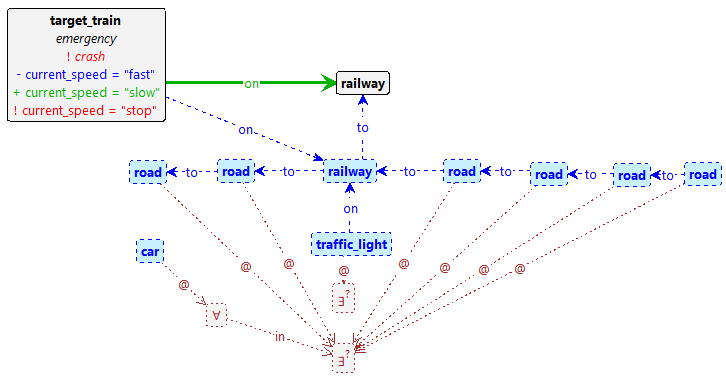 target_train
emergency
! crash
- current_speed = "fast"
+ current_speed = "slow"
! current_speed = "stop"
on
railway
on
to
road
to
road
to
railway
to
road
to
road
to
road
to
road
on
traffic_light
car
@
@
@
@
@
@
@
@
@
∃?
∀
in
∃?